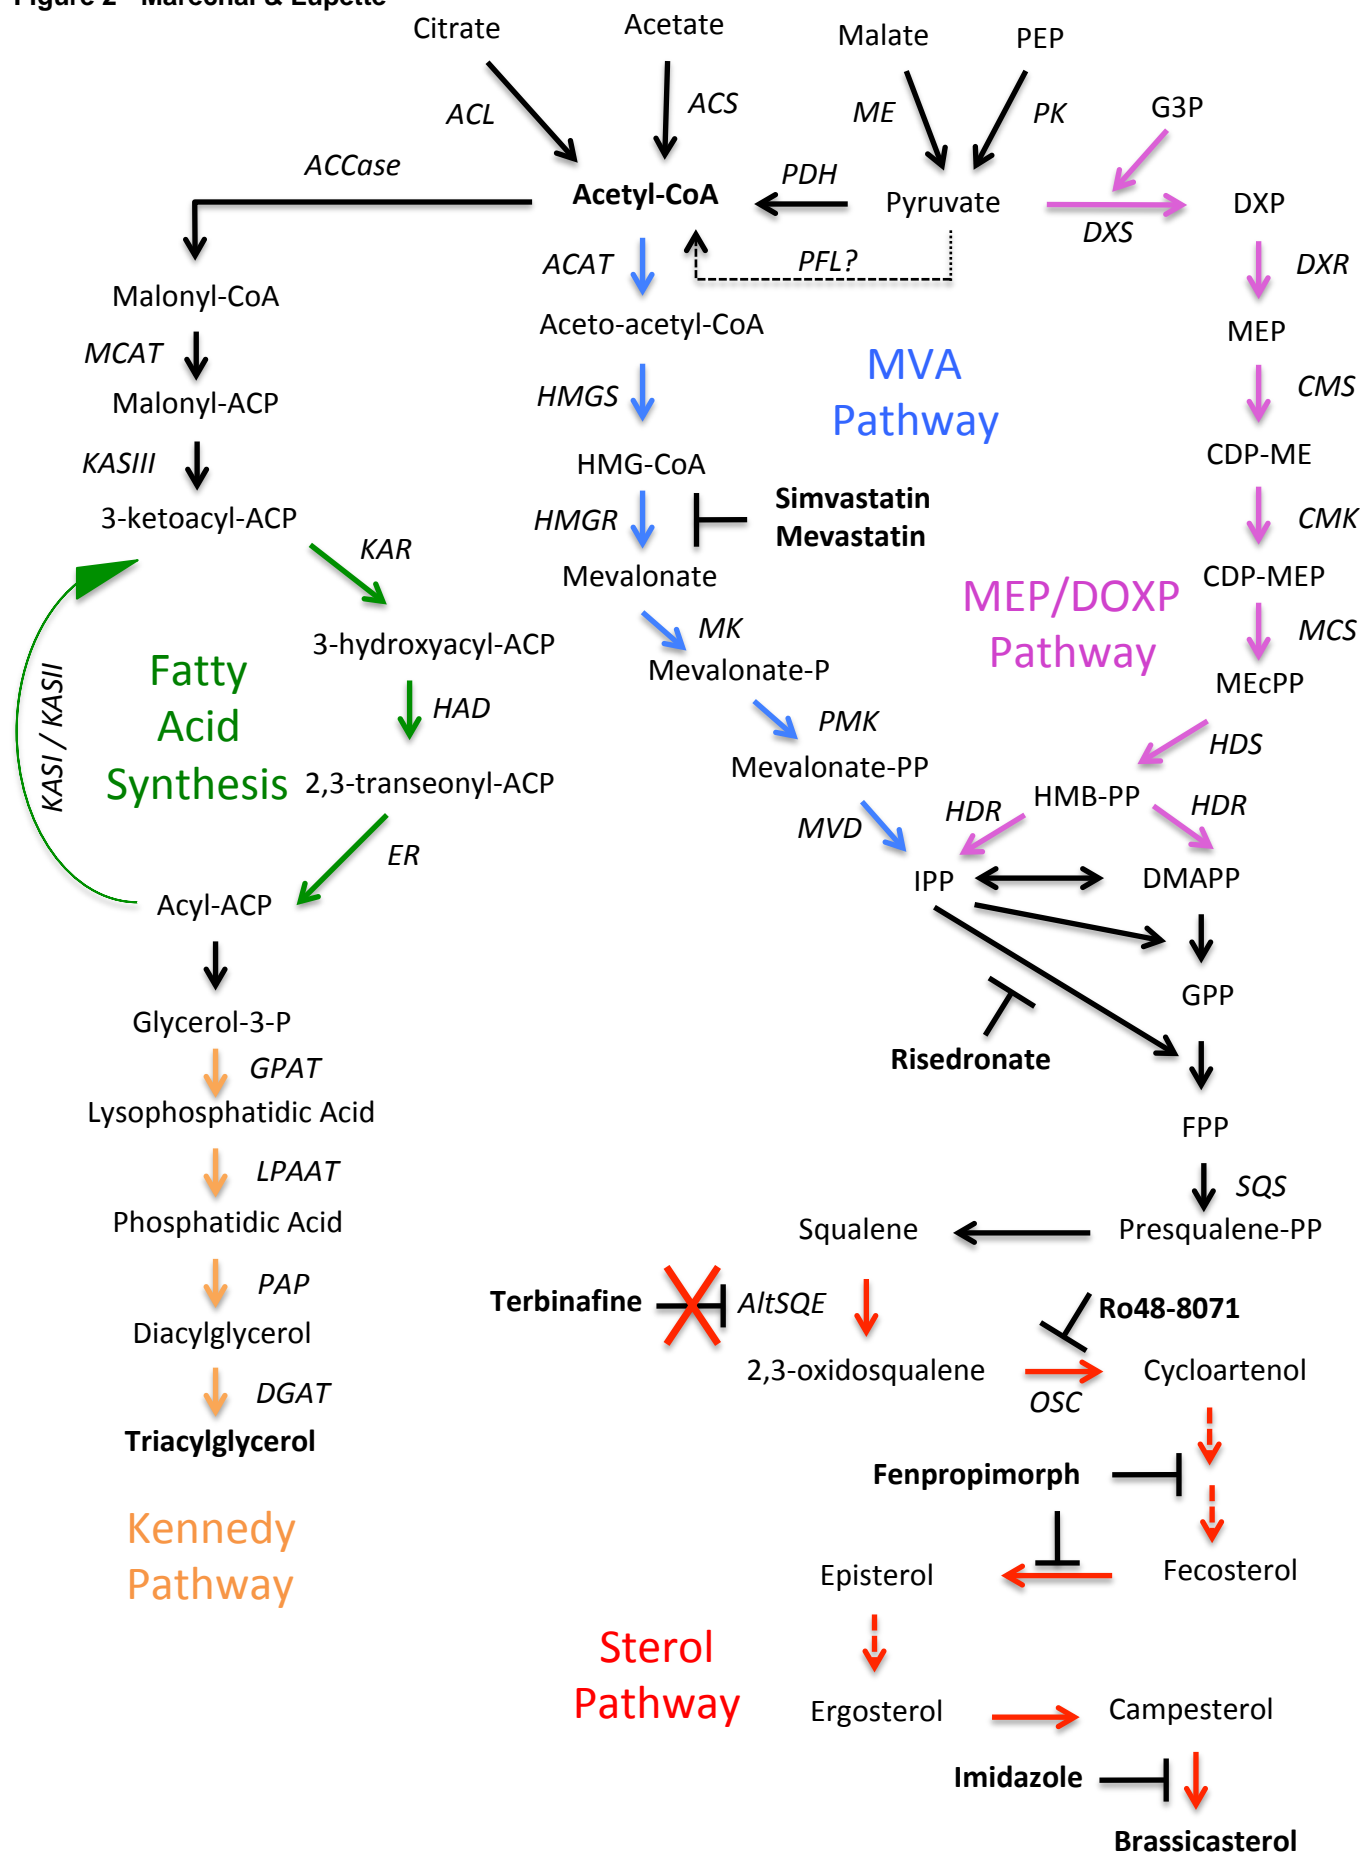 Figure 2 - Maréchal & Lupette
Citrate
Acetate
Malate
PEP
G3P
ACL
ACS
ME
PK
ACCase
Acetyl-CoA
PDH
Pyruvate
DXS
DXP
ACAT
PFL?
DXR
Malonyl-CoA
Aceto-acetyl-CoA
MEP
MCAT
MVA
Pathway
HMGS
CMS
Malonyl-ACP
KASIII
HMG-CoA
CDP-ME
3-ketoacyl-ACP
HMGR
Simvastatin
Mevastatin
CMK
KAR
Mevalonate
MEP/DOXP
Pathway
CDP-MEP
MK
MCS
3-hydroxyacyl-ACP
Mevalonate-P
MEcPP
Fatty
Acid
Synthesis
KASI / KASII
HAD
PMK
HDS
2,3-transeonyl-ACP
Mevalonate-PP
HMB-PP
MVD
HDR
HDR
ER
IPP
DMAPP
Acyl-ACP
GPP
Glycerol-3-P
Risedronate
GPAT
Lysophosphatidic Acid
FPP
LPAAT
SQS
Phosphatidic Acid
Squalene
Presqualene-PP
PAP
Terbinafine
AltSQE
Ro48-8071
Diacylglycerol
2,3-oxidosqualene
OSC
Cycloartenol
DGAT
Triacylglycerol
Fenpropimorph
Kennedy
Pathway
Episterol
Fecosterol
Sterol
Pathway
Ergosterol
Campesterol
Imidazole
Brassicasterol